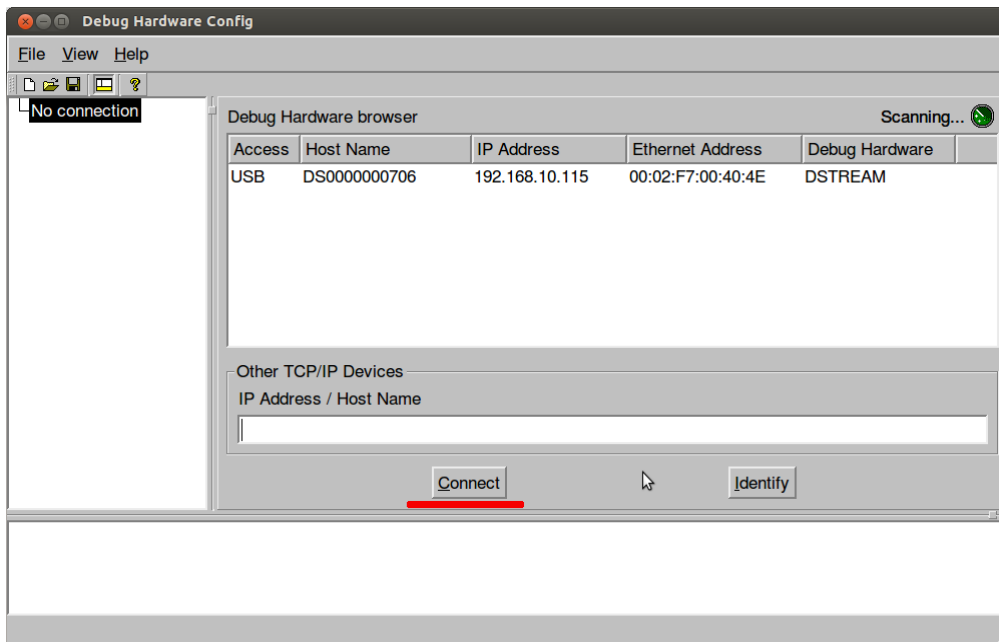 Debug Hardware Config
File View Help
No connection
Debug Hardware browser Scanning...
Access Host Name IP Address Ethernet Address Debug Hardware
USB DS0000000706 192.168.10.115 00:02:F7:00:40:4E DSTREAM
Other TCP/IP Devices
IP Address / Host Name
Connect Identify